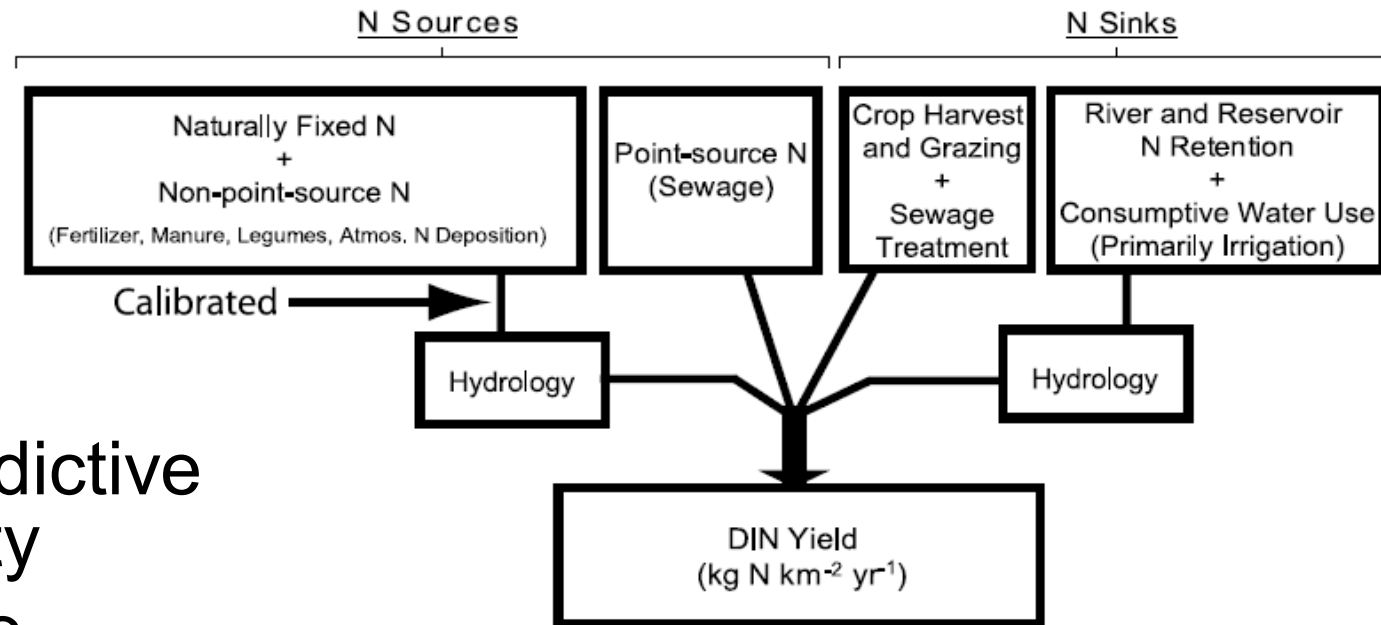 N Sources
N Sinks
Naturally Fixed N
+
Non-point-source N
(Fertilizer, Manure, Legumes, Atmos. N Deposition)
Point-source N
(Sewage)
Crop Harvest
and Grazing
+
Sewage
Treatment
River and Reservoir
N Retention
+
Consumptive Water Use
(Primarily Irrigation)
Calibrated
Hydrology
Hydrology
dictive
ty
DIN Yield
(kg N km⁻² yr⁻¹)